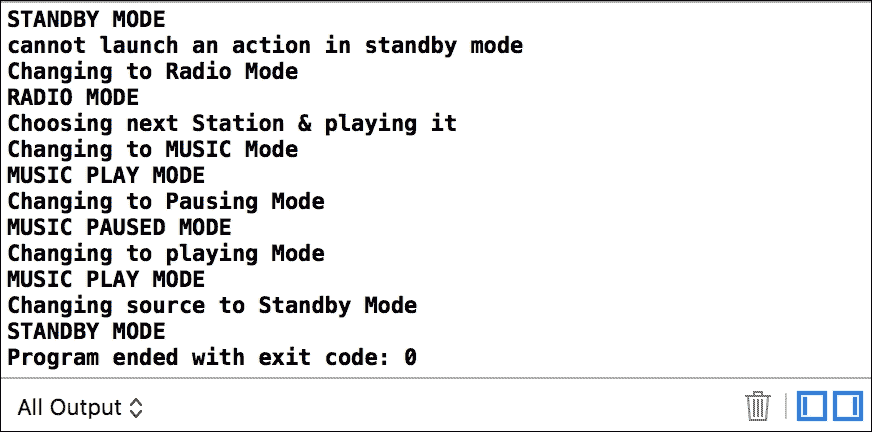 STANDBY MODE
cannot launch an action in standby mode
Changing to Radio Mode
RADIO MODE
Choosing next Station & playing it
Changing to MUSIC Mode
MUSIC PLAY MODE
Changing to Pausing Mode
MUSIC PAUSED MODE
Changing to playing Mode
MUSIC PLAY MODE
Changing source to Standby Mode
STANDBY MODE
Program ended with exit code: 0
All Output